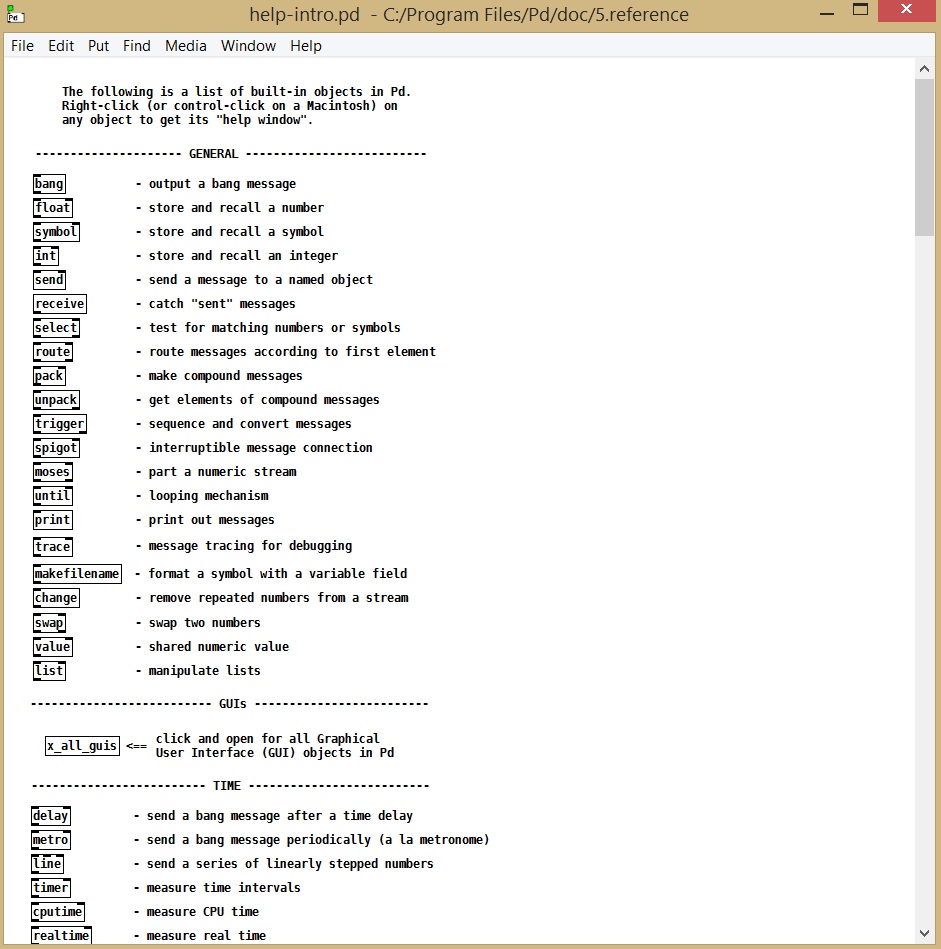 Pd
help-intro.pd - C:/Program Files/Pd/doc/5.reference
File Edit Put Find Media Window Help
The following is a list of built-in objects in Pd.
Right-click (or control-click on a Macintosh) on
any object to get its "help window".
--------------------- GENERAL --------------------------
bang - output a bang message
float - store and recall a number
symbol - store and recall a symbol
int - store and recall an integer
send - send a message to a named object
receive - catch "sent" messages
select - test for matching numbers or symbols
route - route messages according to first element
pack - make compound messages
unpack - get elements of compound messages
trigger - sequence and convert messages
spigot - interruptible message connection
moses - part a numeric stream
until - looping mechanism
print - print out messages
trace - message tracing for debugging
makefilename - format a symbol with a variable field
change - remove repeated numbers from a stream
swap - swap two numbers
value - shared numeric value
list - manipulate lists
-------------------------- GUIs -------------------------
x_all_guis <== click and open for all Graphical
User Interface (GUI) objects in Pd
------------------------- TIME --------------------------
delay - send a bang message after a time delay
metro - send a bang message periodically (a la metronome)
line - send a series of linearly stepped numbers
timer - measure time intervals
cputime - measure CPU time
realtime - measure real time